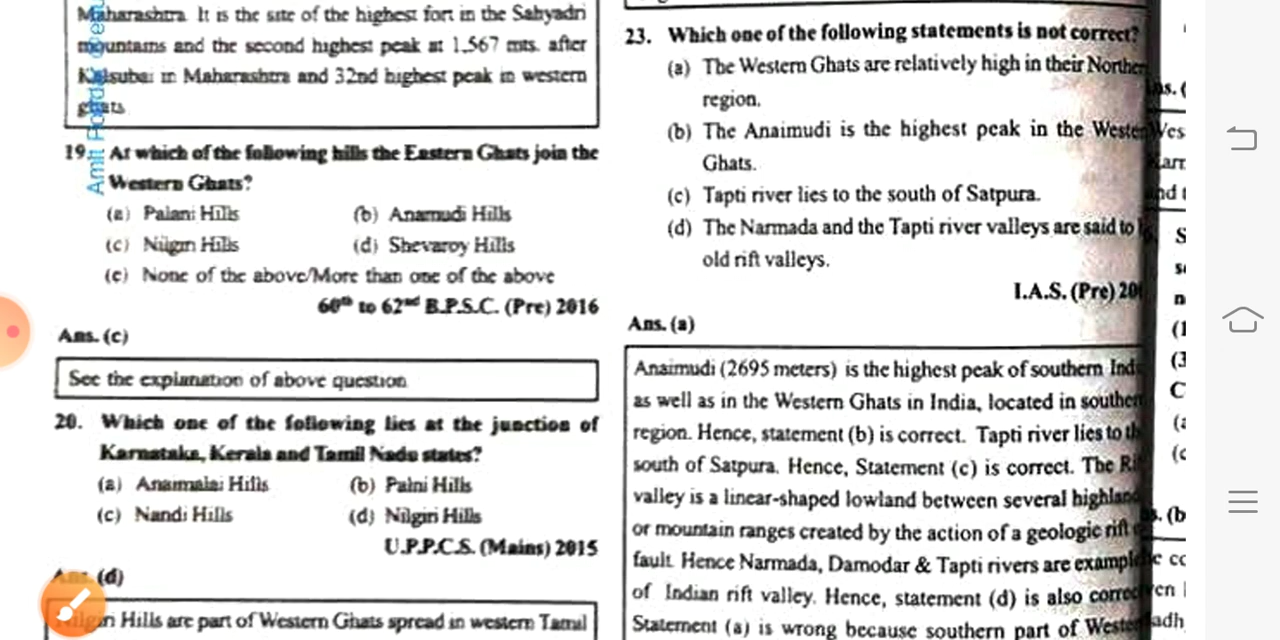 Maharashtra. It is the site of the highest fort in the Sahyadri
mountains and the second highest peak at 1,567 mts. after
Kalsubai in Maharashtra and 32nd highest peak in western
ghats
19. At which of the following hills the Eastern Ghats join the
Western Ghats?
(a) Palani Hills (b) Anamudi Hills
(c) Nilgiri Hills (d) Shevaroy Hills
(e) None of the above/More than one of the above
60th to 62nd B.P.S.C. (Pre) 2016
Ans. (c)
See the explanation of above question
20. Which one of the following lies at the junction of
Karnataka, Kerala and Tamil Nadu states?
(a) Anaimalai Hills (b) Palni Hills
(c) Nandi Hills (d) Nilgiri Hills
U.P.P.C.S. (Mains) 2015
Ans. (d)
Hills are part of Western Ghats spread in western Tamil
23. Which one of the following statements is not correct?
(a) The Western Ghats are relatively high in their Northe
region.
(b) The Anaimudi is the highest peak in the Weste
Ghats.
(c) Tapti river lies to the south of Satpura.
(d) The Narmada and the Tapti river valleys are said to
old rift valleys.
I.A.S. (Pre) 20
Ans. (a)
Anaimudi (2695 meters) is the highest peak of southern Ind
as well as in the Western Ghats in India, located in souther
region. Hence, statement (b) is correct. Tapti river lies to th
south of Satpura. Hence, Statement (c) is correct. The Ri
valley is a linear-shaped lowland between several highland
or mountain ranges created by the action of a geologic rift
fault. Hence Narmada, Damodar & Tapti rivers are example
of Indian rift valley. Hence, statement (d) is also correc
Statement (a) is wrong because southern part of Weste